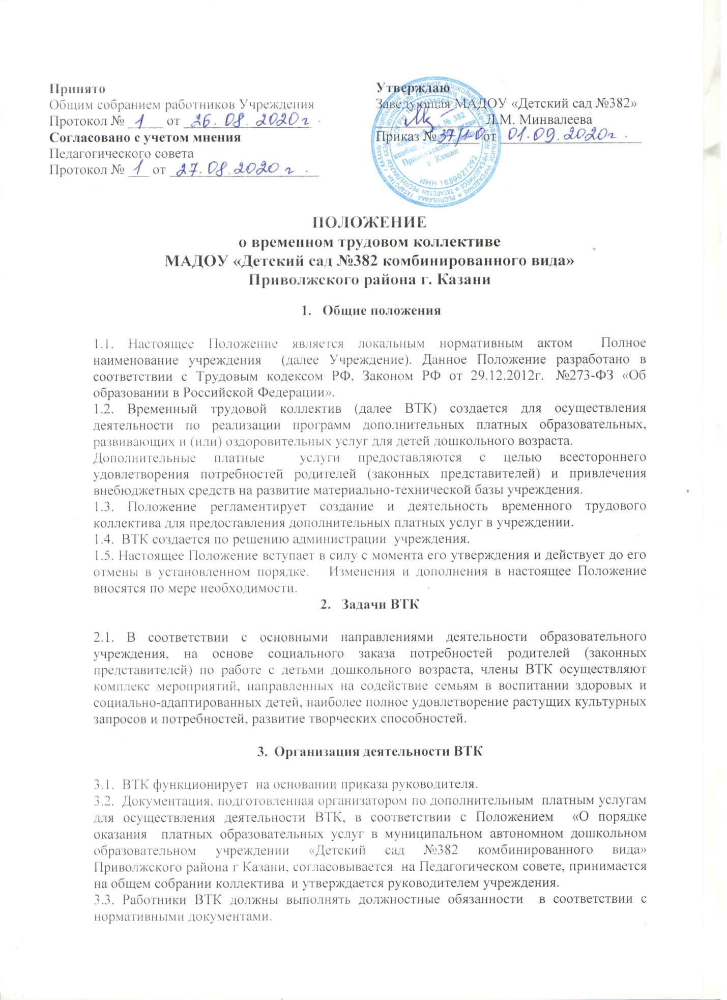 Принято
Общим собранием работников Учреждения
Протокол № 1 от 26.08.2020г.
Согласовано с учетом мнения
Педагогического совета
Протокол № 1 от 27.08.2020г.
Утверждаю
Заведующая МАДОУ «Детский сад №382»
Л.М. Минвалеева
Приказ № 37/1-О от 01.09.2020г.
№ 382
комбинированного вида»
Приволжского района
г. Казани
ИНН 1659027292
ПОЛОЖЕНИЕ
о временном трудовом коллективе
МАДОУ «Детский сад №382 комбинированного вида»
Приволжского района г. Казани
1. Общие положения
1.1. Настоящее Положение является локальным нормативным актом Полное
наименование учреждения (далее Учреждение). Данное Положение разработано в
соответствии с Трудовым кодексом РФ, Законом РФ от 29.12.2012г. №273-ФЗ «Об
образовании в Российской Федерации».
1.2. Временный трудовой коллектив (далее ВТК) создается для осуществления
деятельности по реализации программ дополнительных платных образовательных,
развивающих и (или) оздоровительных услуг для детей дошкольного возраста.
Дополнительные платные услуги предоставляются с целью всестороннего
удовлетворения потребностей родителей (законных представителей) и привлечения
внебюджетных средств на развитие материально-технической базы учреждения.
1.3. Положение регламентирует создание и деятельность временного трудового
коллектива для предоставления дополнительных платных услуг в учреждении.
1.4. ВТК создается по решению администрации учреждения.
1.5. Настоящее Положение вступает в силу с момента его утверждения и действует до его
отмены в установленном порядке. Изменения и дополнения в настоящее Положение
вносятся по мере необходимости.
2. Задачи ВТК
2.1. В соответствии с основными направлениями деятельности образовательного
учреждения, на основе социального заказа потребностей родителей (законных
представителей) по работе с детьми дошкольного возраста, члены ВТК осуществляют
комплекс мероприятий, направленных на содействие семьям в воспитании здоровых и
социально-адаптированных детей, наиболее полное удовлетворение растущих культурных
запросов и потребностей, развитие творческих способностей.
3. Организация деятельности ВТК
3.1. ВТК функционирует на основании приказа руководителя.
3.2. Документация, подготовленная организатором по дополнительным платным услугам
для осуществления деятельности ВТК, в соответствии с Положением «О порядке
оказания платных образовательных услуг в муниципальном автономном дошкольном
образовательном учреждении «Детский сад №382 комбинированного вида»
Приволжского района г Казани, согласовывается на Педагогическом совете, принимается
на общем собрании коллектива и утверждается руководителем учреждения.
3.3. Работники ВТК должны выполнять должностные обязанности в соответствии с
нормативными документами.